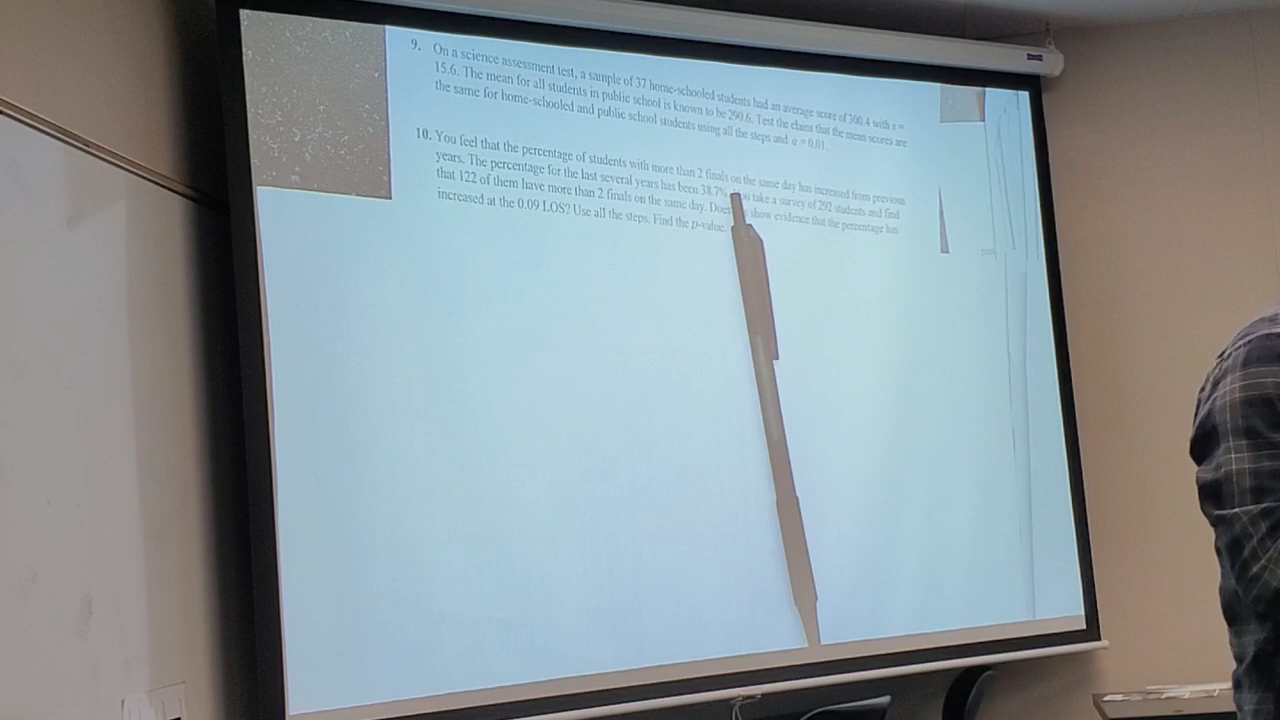 9. On a science assessment test, a sample of 37 home-schooled students had an average score of 300.4 with s =
15.6. The mean for all students in public school is known to be 290.6. Test the claim that the mean scores are
the same for home-schooled and public school students using all the steps and α = 0.01.
10. You feel that the percentage of students with more than 2 finals on the same day has increased from previous
years. The percentage for the last several years has been 38.7%. You take a survey of 292 students and find
that 122 of them have more than 2 finals on the same day. Does show evidence that the percentage has
increased at the 0.09 LOS? Use all the steps. Find the p-value.